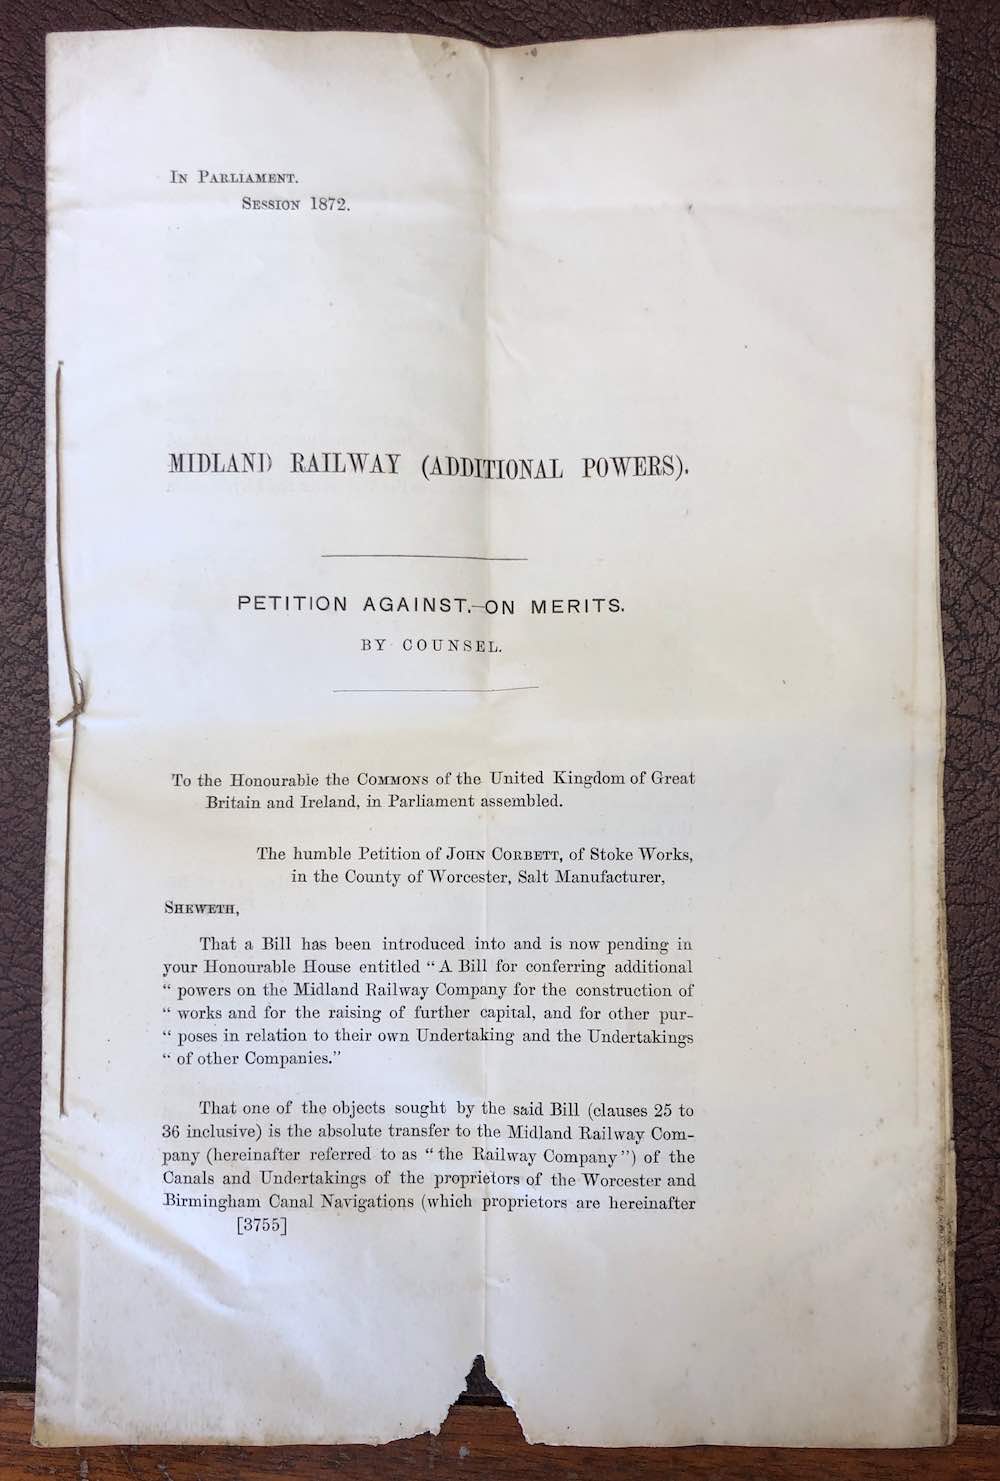 In Parliament.
Session 1872.
MIDLAND RAILWAY (ADDITIONAL POWERS).
PETITION AGAINST.—ON MERITS.
BY COUNSEL.
To the Honourable the Commons of the United Kingdom of Great
Britain and Ireland, in Parliament assembled.
The humble Petition of John Corbett, of Stoke Works,
in the County of Worcester, Salt Manufacturer,
Sheweth,
That a Bill has been introduced into and is now pending in
your Honourable House entitled “A Bill for conferring additional
“ powers on the Midland Railway Company for the construction of
“ works and for the raising of further capital, and for other pur-
“ poses in relation to their own Undertaking and the Undertakings
“ of other Companies.”
That one of the objects sought by the said Bill (clauses 25 to
36 inclusive) is the absolute transfer to the Midland Railway Com-
pany (hereinafter referred to as “the Railway Company”) of the
Canals and Undertakings of the proprietors of the Worcester and
Birmingham Canal Navigations (which proprietors are hereinafter
[3755]